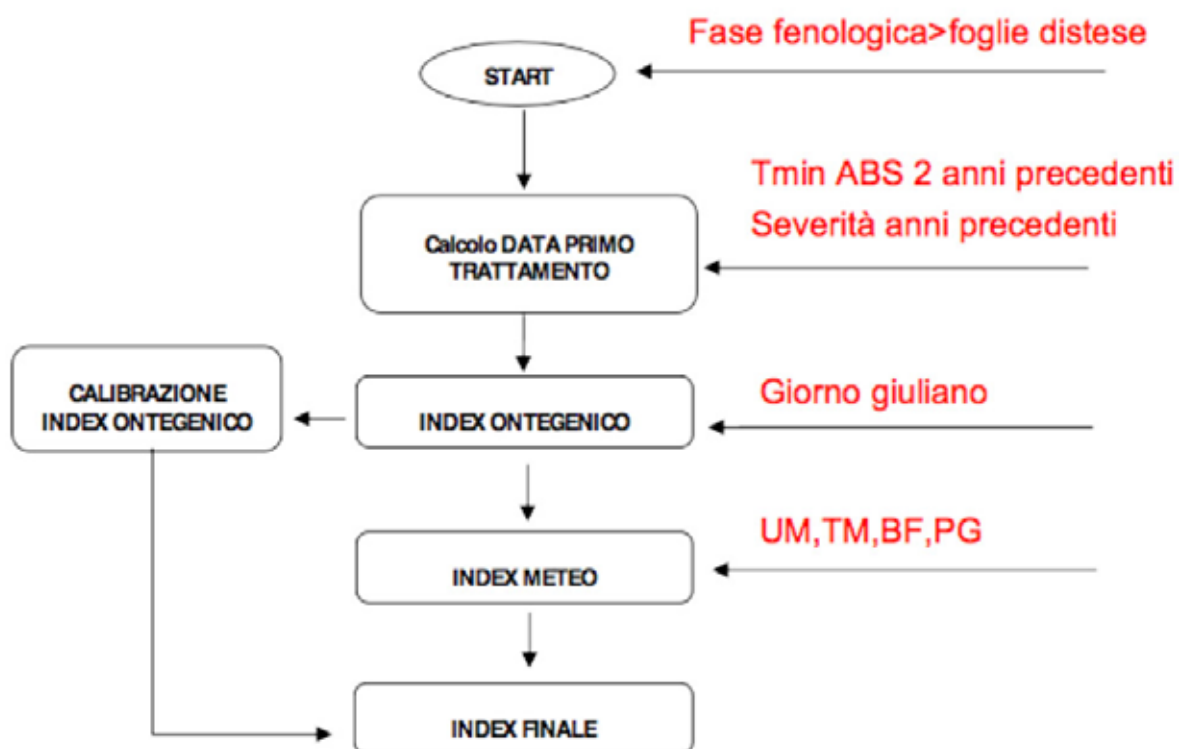 Fase fenologica>foglie distese
START
Tmin ABS 2 anni precedenti
Severità anni precedenti
Calcolo DATA PRIMO
TRATTAMENTO
CALIBRAZIONE
INDEX ONTEGENICO
INDEX ONTEGENICO
Giorno giuliano
UM,TM,BF,PG
INDEX METEO
INDEX FINALE